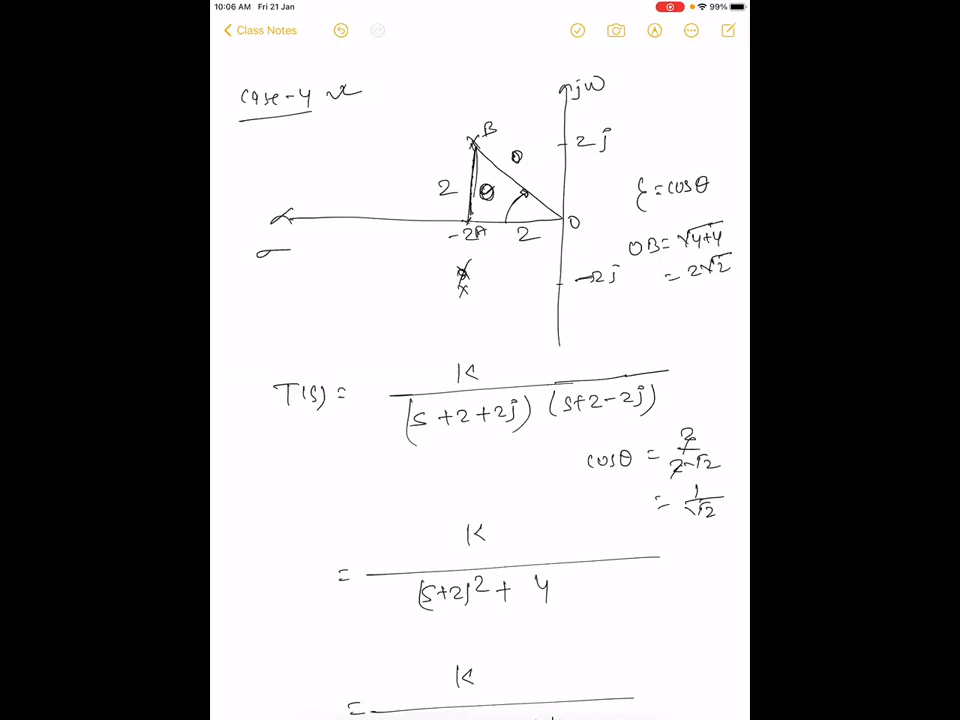 10:06 AM Fri 21 Jan
99%
Class Notes
Case-4
jω
B
2j
2
θ
ξ = cosθ
-2 A
2
O
OB = √4+4
= 2√2
σ
-2j
T(s) = K / (s+2+2j) (s+2-2j)
cosθ = 2 / 2√2
= 1/√2
= K / (s+2)² + 4
K
=